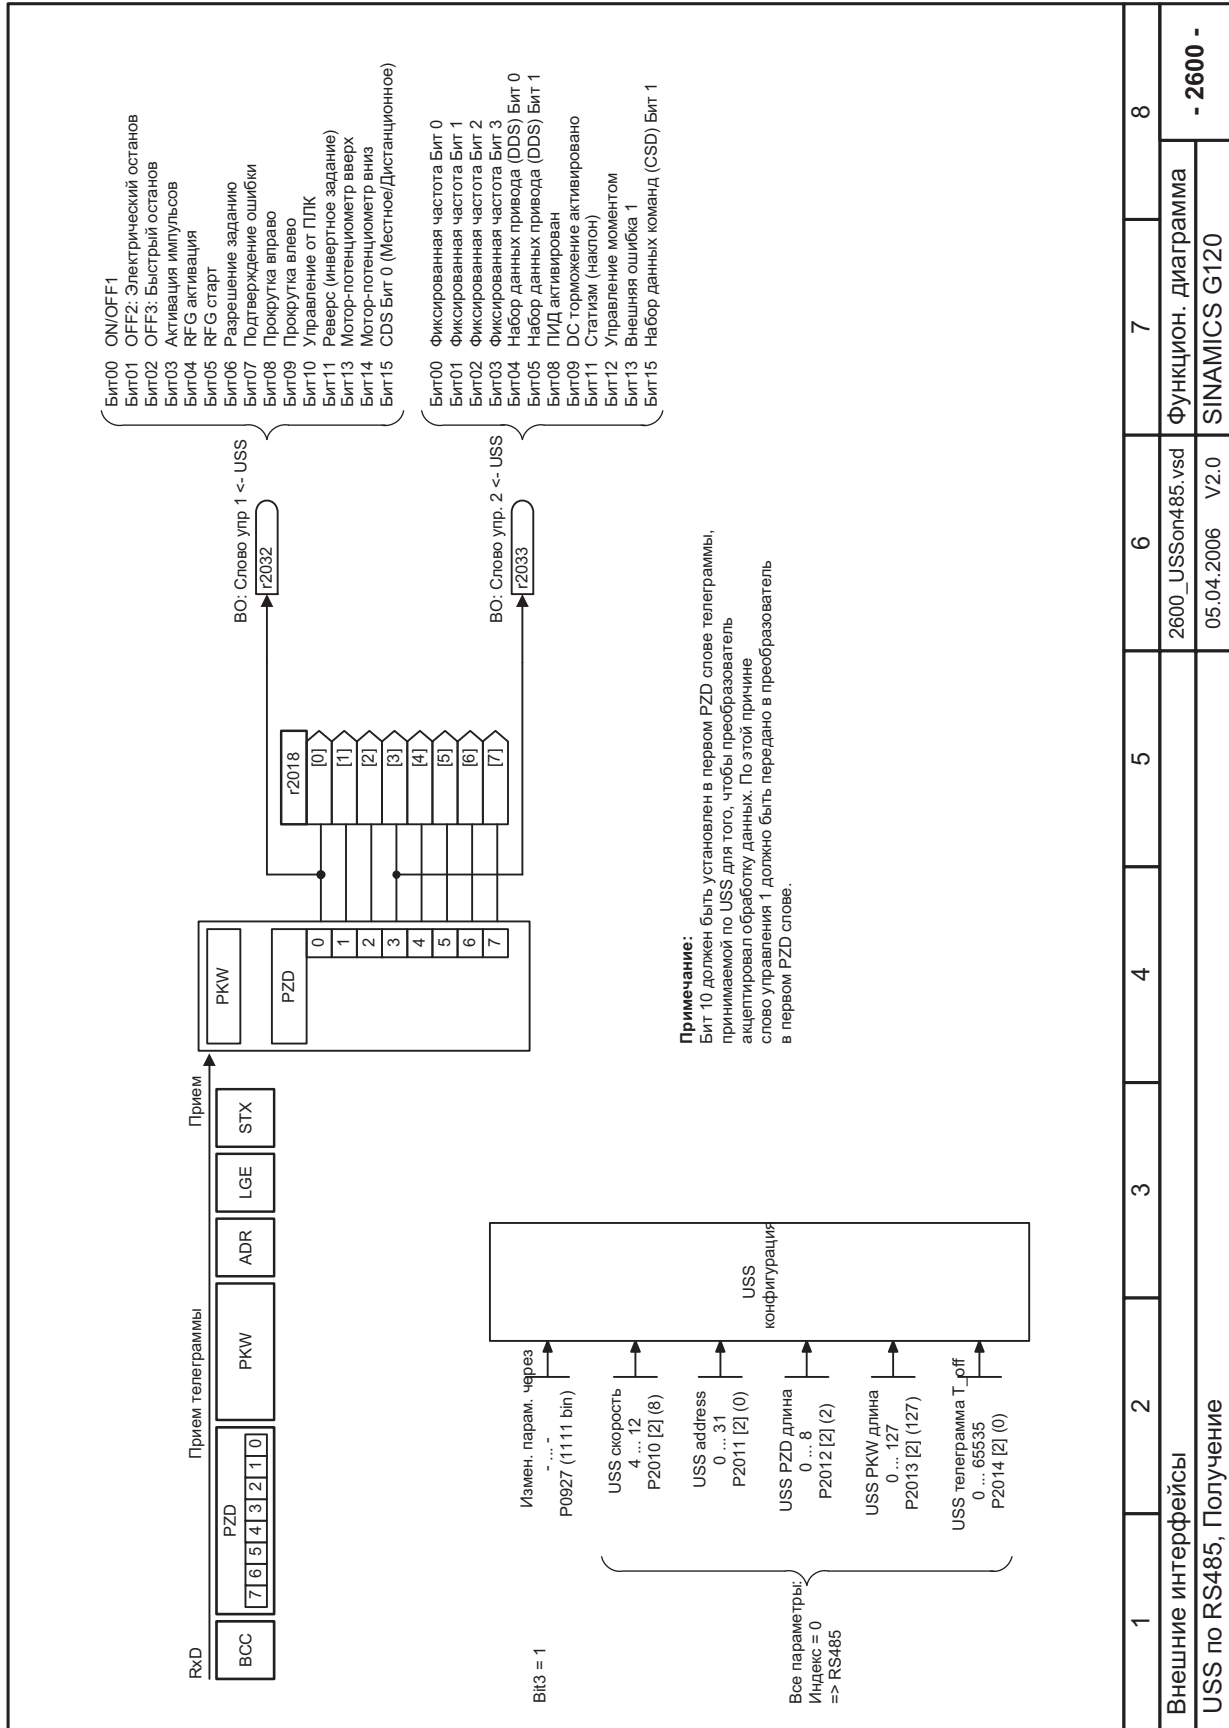 RxD
Прием телеграммы
Прием
BCC
PZD
7 6 5 4 3 2 1 0
PKW
ADR
LGE
STX
PKW
PZD
0
1
2
3
4
5
6
7
r2018
[0]
[1]
[2]
[3]
[4]
[5]
[6]
[7]
BO: Слово упр 1 <- USS
r2032
BO: Слово упр. 2 <- USS
r2033
Бит00 ON/OFF1
Бит01 OFF2: Электрический останов
Бит02 OFF3: Быстрый останов
Бит03 Активация импульсов
Бит04 RFG активация
Бит05 RFG старт
Бит06 Разрешение заданию
Бит07 Подтверждение ошибки
Бит08 Прокрутка вправо
Бит09 Прокрутка влево
Бит10 Управление от ПЛК
Бит11 Реверс (инвертное задание)
Бит13 Мотор-потенциометр вверх
Бит14 Мотор-потенциометр вниз
Бит15 CDS Бит 0 (Местное/Дистанционное)
Бит00 Фиксированная частота Бит 0
Бит01 Фиксированная частота Бит 1
Бит02 Фиксированная частота Бит 2
Бит03 Фиксированная частота Бит 3
Бит04 Набор данных привода (DDS) Бит 0
Бит05 Набор данных привода (DDS) Бит 1
Бит08 ПИД активирован
Бит09 DC торможение активировано
Бит11 Статизм (наклон)
Бит12 Управление моментом
Бит13 Внешняя ошибка 1
Бит15 Набор данных команд (CSD) Бит 1
Bit3 = 1
Измен. парам. через
- ... -
P0927 (1111 bin)
USS скорость
4 ... 12
P2010 [2] (8)
USS address
0 ... 31
P2011 [2] (0)
USS PZD длина
0 ... 8
P2012 [2] (2)
USS PKW длина
0 ... 127
P2013 [2] (127)
USS телеграмма T_off
0 ... 65535
P2014 [2] (0)
USS
конфигурация
Все параметры:
Индекс = 0
=> RS485
Примечание:
Бит 10 должен быть установлен в первом PZD слове телеграммы,
принимаемой по USS для того, чтобы преобразователь
акцептировал обработку данных. По этой причине
слово управления 1 должно быть передано в преобразователь
в первом PZD слове.
1 2 3 4 5 6 7 8
Внешние интерфейсы
2600_USSon485.vsd
Функцион. диаграмма
- 2600 -
USS по RS485, Получение
05.04.2006 V2.0
SINAMICS G120